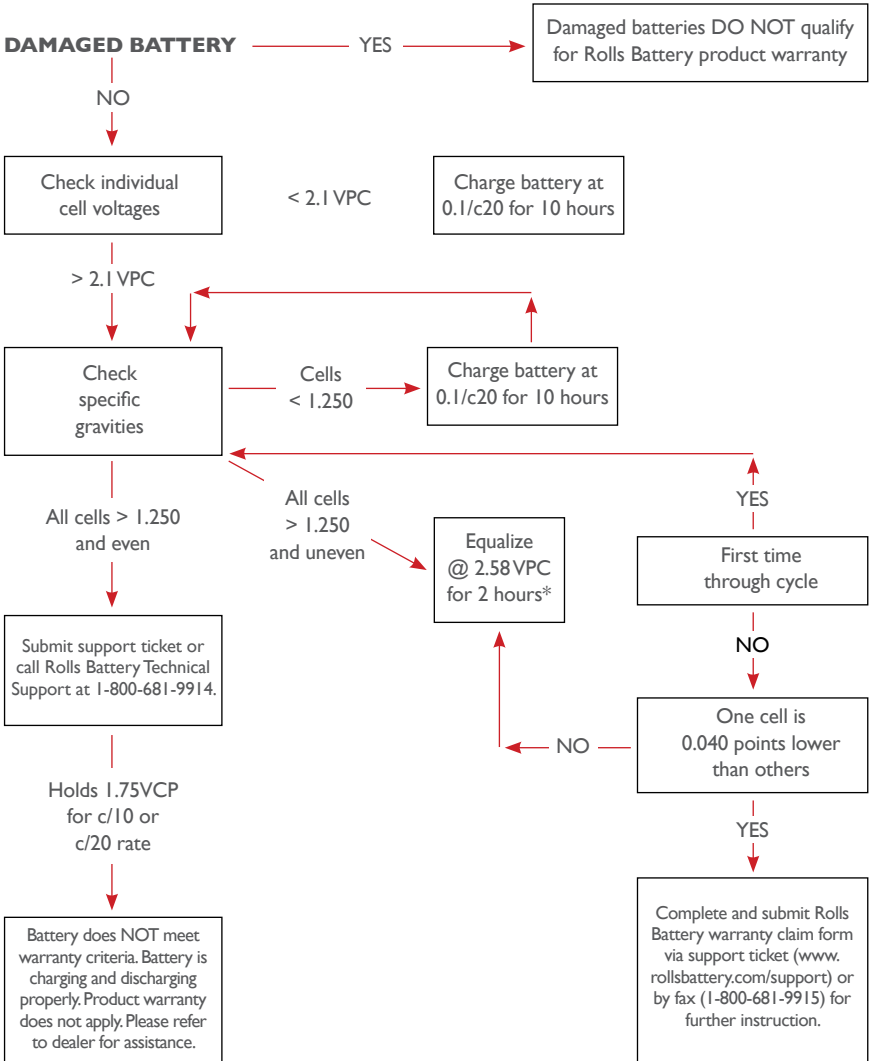 DAMAGED BATTERY
YES
Damaged batteries DO NOT qualify
for Rolls Battery product warranty
NO
Check individual
cell voltages
< 2.1 VPC
Charge battery at
0.1/c20 for 10 hours
> 2.1 VPC
Check
specific
gravities
Cells
< 1.250
Charge battery at
0.1/c20 for 10 hours
All cells > 1.250
and even
All cells
> 1.250
and uneven
Equalize
@ 2.58 VPC
for 2 hours*
YES
First time
through cycle
NO
Submit support ticket or
call Rolls Battery Technical
Support at 1-800-681-9914.
One cell is
0.040 points lower
than others
NO
Holds 1.75VCP
for c/10 or
c/20 rate
YES
Battery does NOT meet
warranty criteria. Battery is
charging and discharging
properly. Product warranty
does not apply. Please refer
to dealer for assistance.
Complete and submit Rolls
Battery warranty claim form
via support ticket (www.
rollsbattery.com/support) or
by fax (1-800-681-9915) for
further instruction.